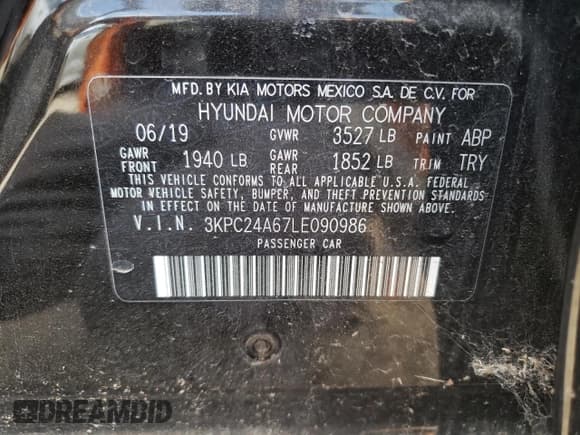 MFD. BY KIA MOTORS MEXICO S.A. DE C.V. FOR
HYUNDAI MOTOR COMPANY
06/19 GVWR 3527 LB PAINT ABP
GAWR FRONT 1940 LB GAWR REAR 1852 LB TRIM TRY
THIS VEHICLE CONFORMS TO ALL APPLICABLE U.S.A. FEDERAL
MOTOR VEHICLE SAFETY, BUMPER, AND THEFT PREVENTION STANDARDS
IN EFFECT ON THE DATE OF MANUFACTURE SHOWN ABOVE.
V.I.N. 3KPC24A67LE090986
PASSENGER CAR
DREAMBID